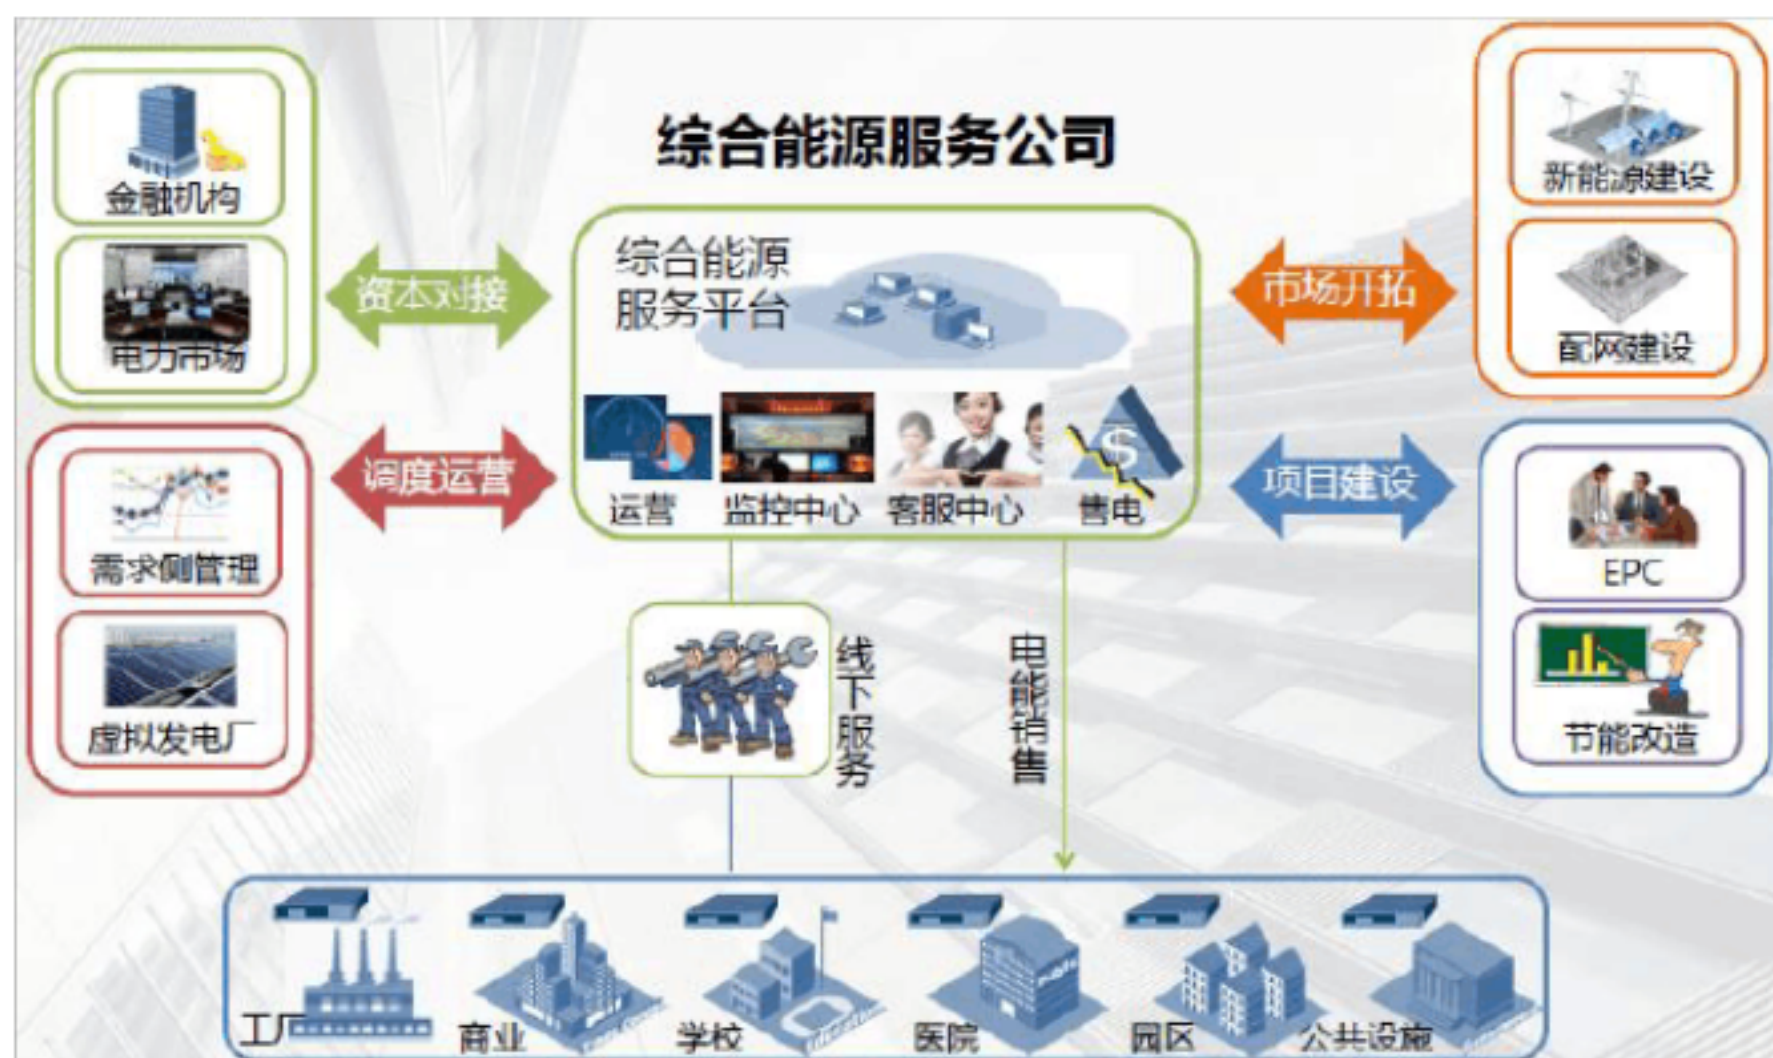 综合能源服务公司
金融机构
电力市场
资本对接
综合能源
服务平台
市场开拓
新能源建设
配网建设
需求侧管理
虚拟发电厂
调度运营
运营
监控中心
客服中心
售电
项目建设
EPC
节能改造
线下服务
电能销售
工厂
商业
学校
医院
园区
公共设施